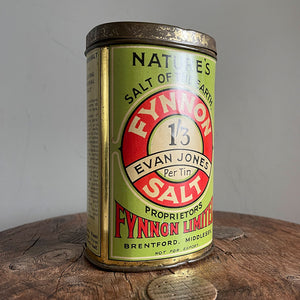 NATURE'S
SALT OF THE EARTH
FYNNON
1'3
EVAN JONES
Per Tin
SALT
PROPRIETORS
FYNNON LIMITED
BRENTFORD, MIDDLESEX
NOT FOR EXPORT